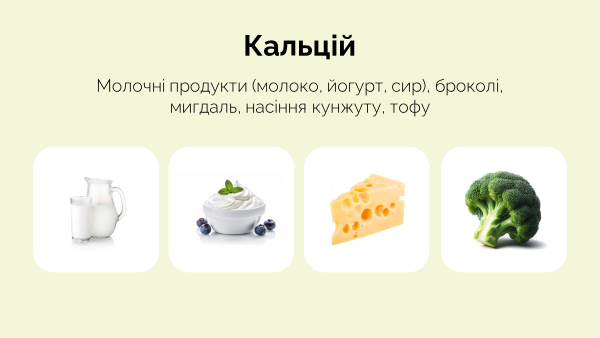 Кальцій
Молочні продукти (молоко, йогурт, сир), броколі,
мигдаль, насіння кунжуту, тофу